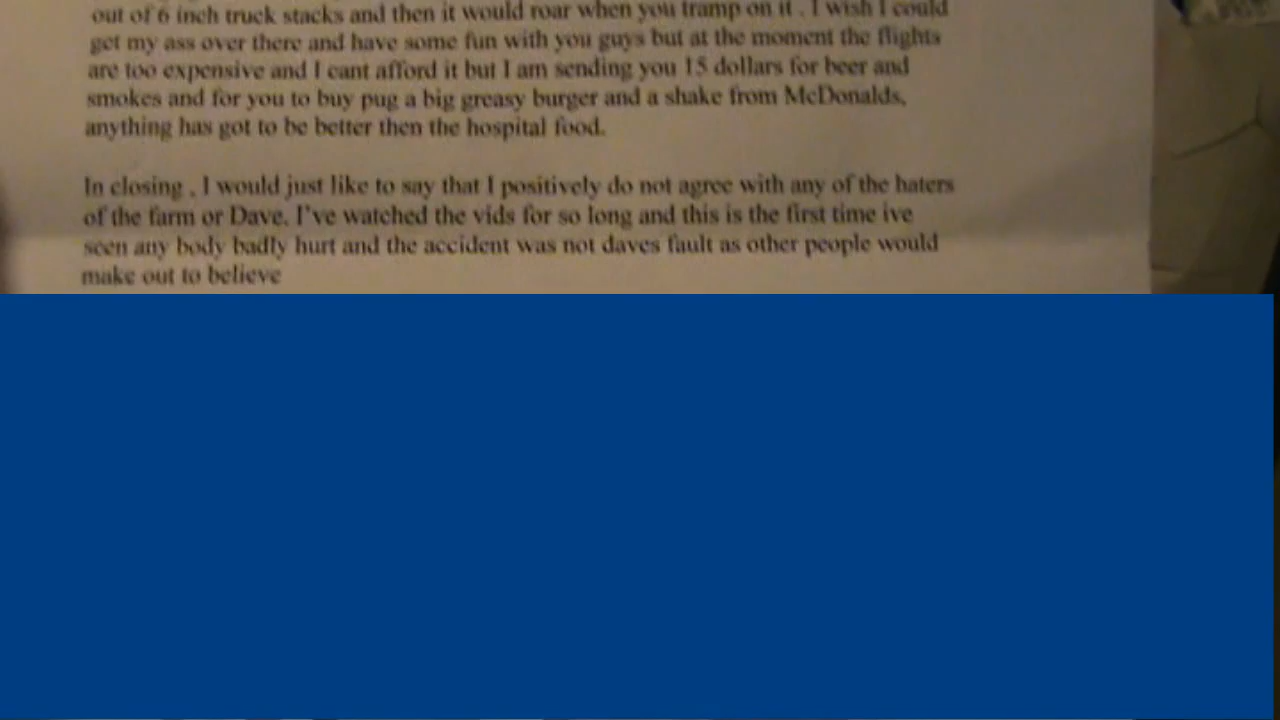 out of 6 inch truck stacks and then it would roar when you tramp on it . I wish I could
get my ass over there and have some fun with you guys but at the moment the flights
are too expensive and I cant afford it but I am sending you 15 dollars for beer and
smokes and for you to buy pug a big greasy burger and a shake from McDonalds,
anything has got to be better then the hospital food.
In closing , I would just like to say that I positively do not agree with any of the haters
of the farm or Dave. I've watched the vids for so long and this is the first time ive
seen any body badly hurt and the accident was not daves fault as other people would
make out to believe